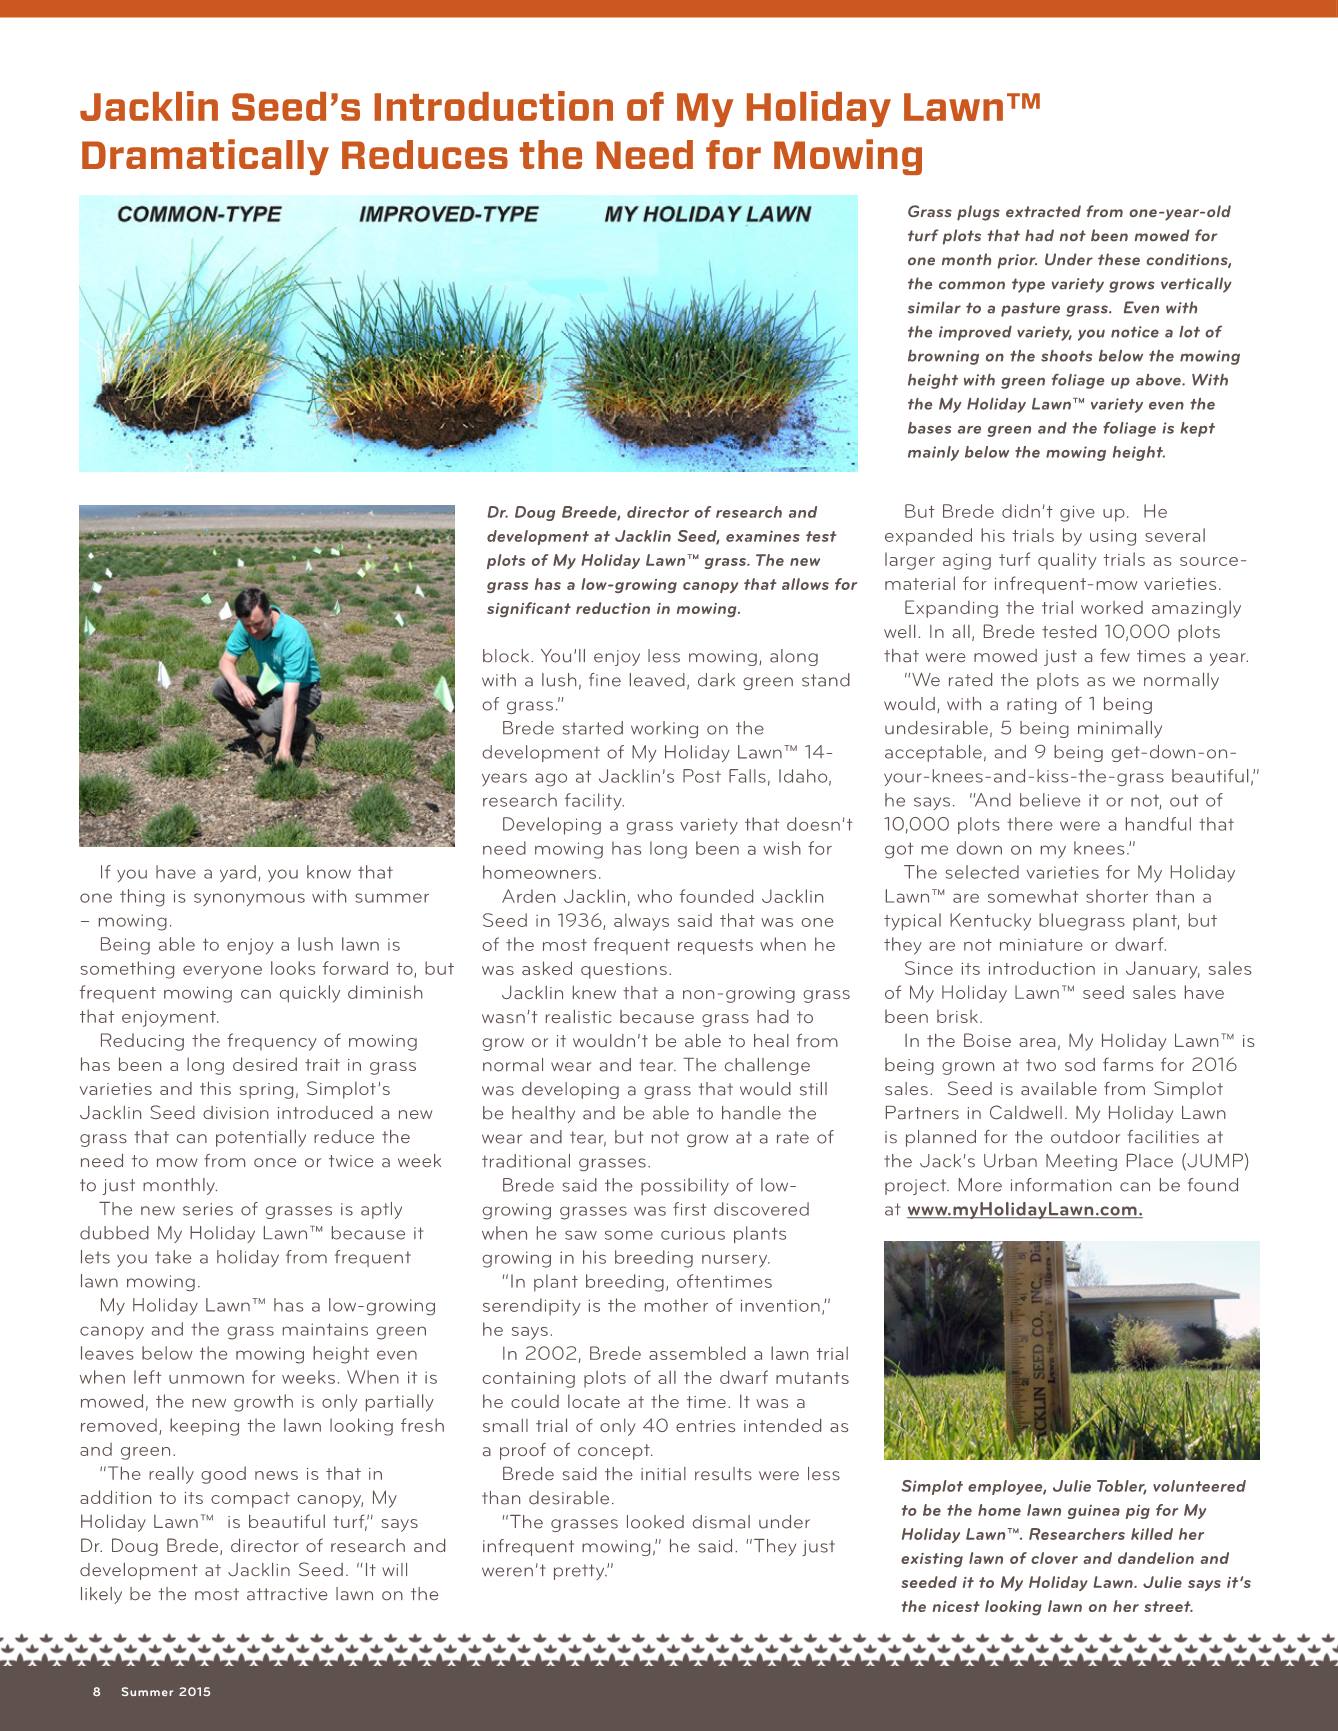 Jacklin Seed’s Introduction of My Holiday Lawn™
Dramatically Reduces the Need for Mowing
COMMON-TYPE
IMPROVED-TYPE
MY HOLIDAY LAWN
Grass plugs extracted from one-year-old
turf plots that had not been mowed for
one month prior. Under these conditions,
the common type variety grows vertically
similar to a pasture grass.  Even with
the improved variety, you notice a lot of
browning on the shoots below the mowing
height with green foliage up above. With
the My Holiday Lawn™ variety even the
bases are green and the foliage is kept
mainly below the mowing height.
If you have a yard, you know that
one thing is synonymous with summer
– mowing.
Being able to enjoy a lush lawn is
something everyone looks forward to, but
frequent mowing can quickly diminish
that enjoyment.
Reducing the frequency of mowing
has been a long desired trait in grass
varieties and this spring, Simplot’s
Jacklin Seed division introduced a new
grass that can potentially reduce the
need to mow from once or twice a week
to just monthly.
The new series of grasses is aptly
dubbed My Holiday Lawn™ because it
lets you take a holiday from frequent
lawn mowing.
My Holiday Lawn™ has a low-growing
canopy and the grass maintains green
leaves below the mowing height even
when left unmown for weeks. When it is
mowed, the new growth is only partially
removed, keeping the lawn looking fresh
and green.
“The really good news is that in
addition to its compact canopy, My
Holiday Lawn™  is beautiful turf,” says
Dr. Doug Brede, director of research and
development at Jacklin Seed. “It will
likely be the most attractive lawn on the
Dr. Doug Breede, director of research and
development at Jacklin Seed, examines test
plots of My Holiday Lawn™ grass. The new
grass has a low-growing canopy that allows for
significant reduction in mowing.
block. You’ll enjoy less mowing, along
with a lush, fine leaved, dark green stand
of grass.”
Brede started working on the
development of My Holiday Lawn™ 14-
years ago at Jacklin’s Post Falls, Idaho,
research facility.
Developing a grass variety that doesn’t
need mowing has long been a wish for
homeowners.
Arden Jacklin, who founded Jacklin
Seed in 1936, always said that was one
of the most frequent requests when he
was asked questions.
Jacklin knew that a non-growing grass
wasn’t realistic because grass had to
grow or it wouldn’t be able to heal from
normal wear and tear. The challenge
was developing a grass that would still
be healthy and be able to handle the
wear and tear, but not grow at a rate of
traditional grasses.
Brede said the possibility of low-
growing grasses was first discovered
when he saw some curious plants
growing in his breeding nursery.
“In plant breeding, oftentimes
serendipity is the mother of invention,”
he says.
In 2002, Brede assembled a lawn trial
containing plots of all the dwarf mutants
he could locate at the time. It was a
small trial of only 40 entries intended as
a proof of concept.
Brede said the initial results were less
than desirable.
“The grasses looked dismal under
infrequent mowing,” he said. “They just
weren’t pretty.”
But Brede didn’t give up.  He
expanded his trials by using several
larger aging turf quality trials as source-
material for infrequent-mow varieties.
Expanding the trial worked amazingly
well. In all, Brede tested 10,000 plots
that were mowed just a few times a year.
“We rated the plots as we normally
would, with a rating of 1 being
undesirable, 5 being minimally
acceptable, and 9 being get-down-on-
your-knees-and-kiss-the-grass beautiful,”
he says.  “And believe it or not, out of
10,000 plots there were a handful that
got me down on my knees.”
The selected varieties for My Holiday
Lawn™ are somewhat shorter than a
typical Kentucky bluegrass plant, but
they are not miniature or dwarf.
Since its introduction in January, sales
of My Holiday Lawn™ seed sales have
been brisk.
In the Boise area, My Holiday Lawn™ is
being grown at two sod farms for 2016
sales.  Seed is available from Simplot
Partners in Caldwell. My Holiday Lawn
is planned for the outdoor facilities at
the Jack’s Urban Meeting Place (JUMP)
project. More information can be found
at www.myHolidayLawn.com.
ACKLIN SEED CO., INC.
Simplot employee, Julie Tobler, volunteered
to be the home lawn guinea pig for My
Holiday Lawn™. Researchers killed her
existing lawn of clover and dandelion and
seeded it to My Holiday Lawn. Julie says it’s
the nicest looking lawn on her street.
8 Summer 2015